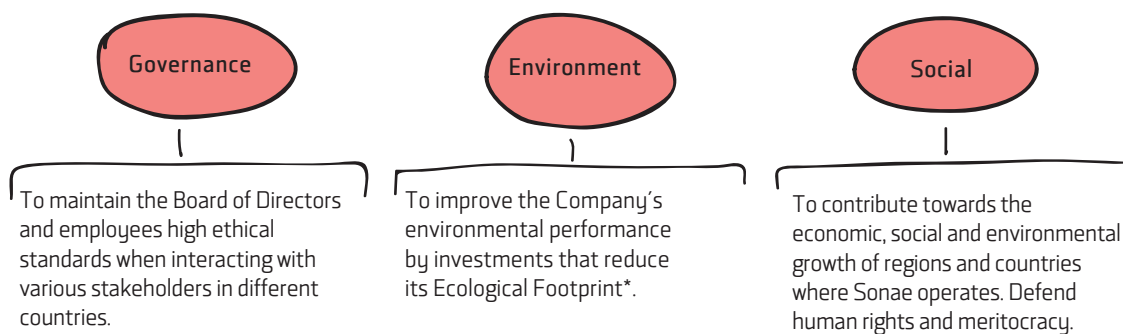 Governance
To maintain the Board of Directors
and employees high ethical
standards when interacting with
various stakeholders in different
countries.
Environment
To improve the Company´s
environmental performance
by investments that reduce
its Ecological Footprint*.
Social
To contribute towards the
economic, social and environmental
growth of regions and countries
where Sonae operates. Defend
human rights and meritocracy.